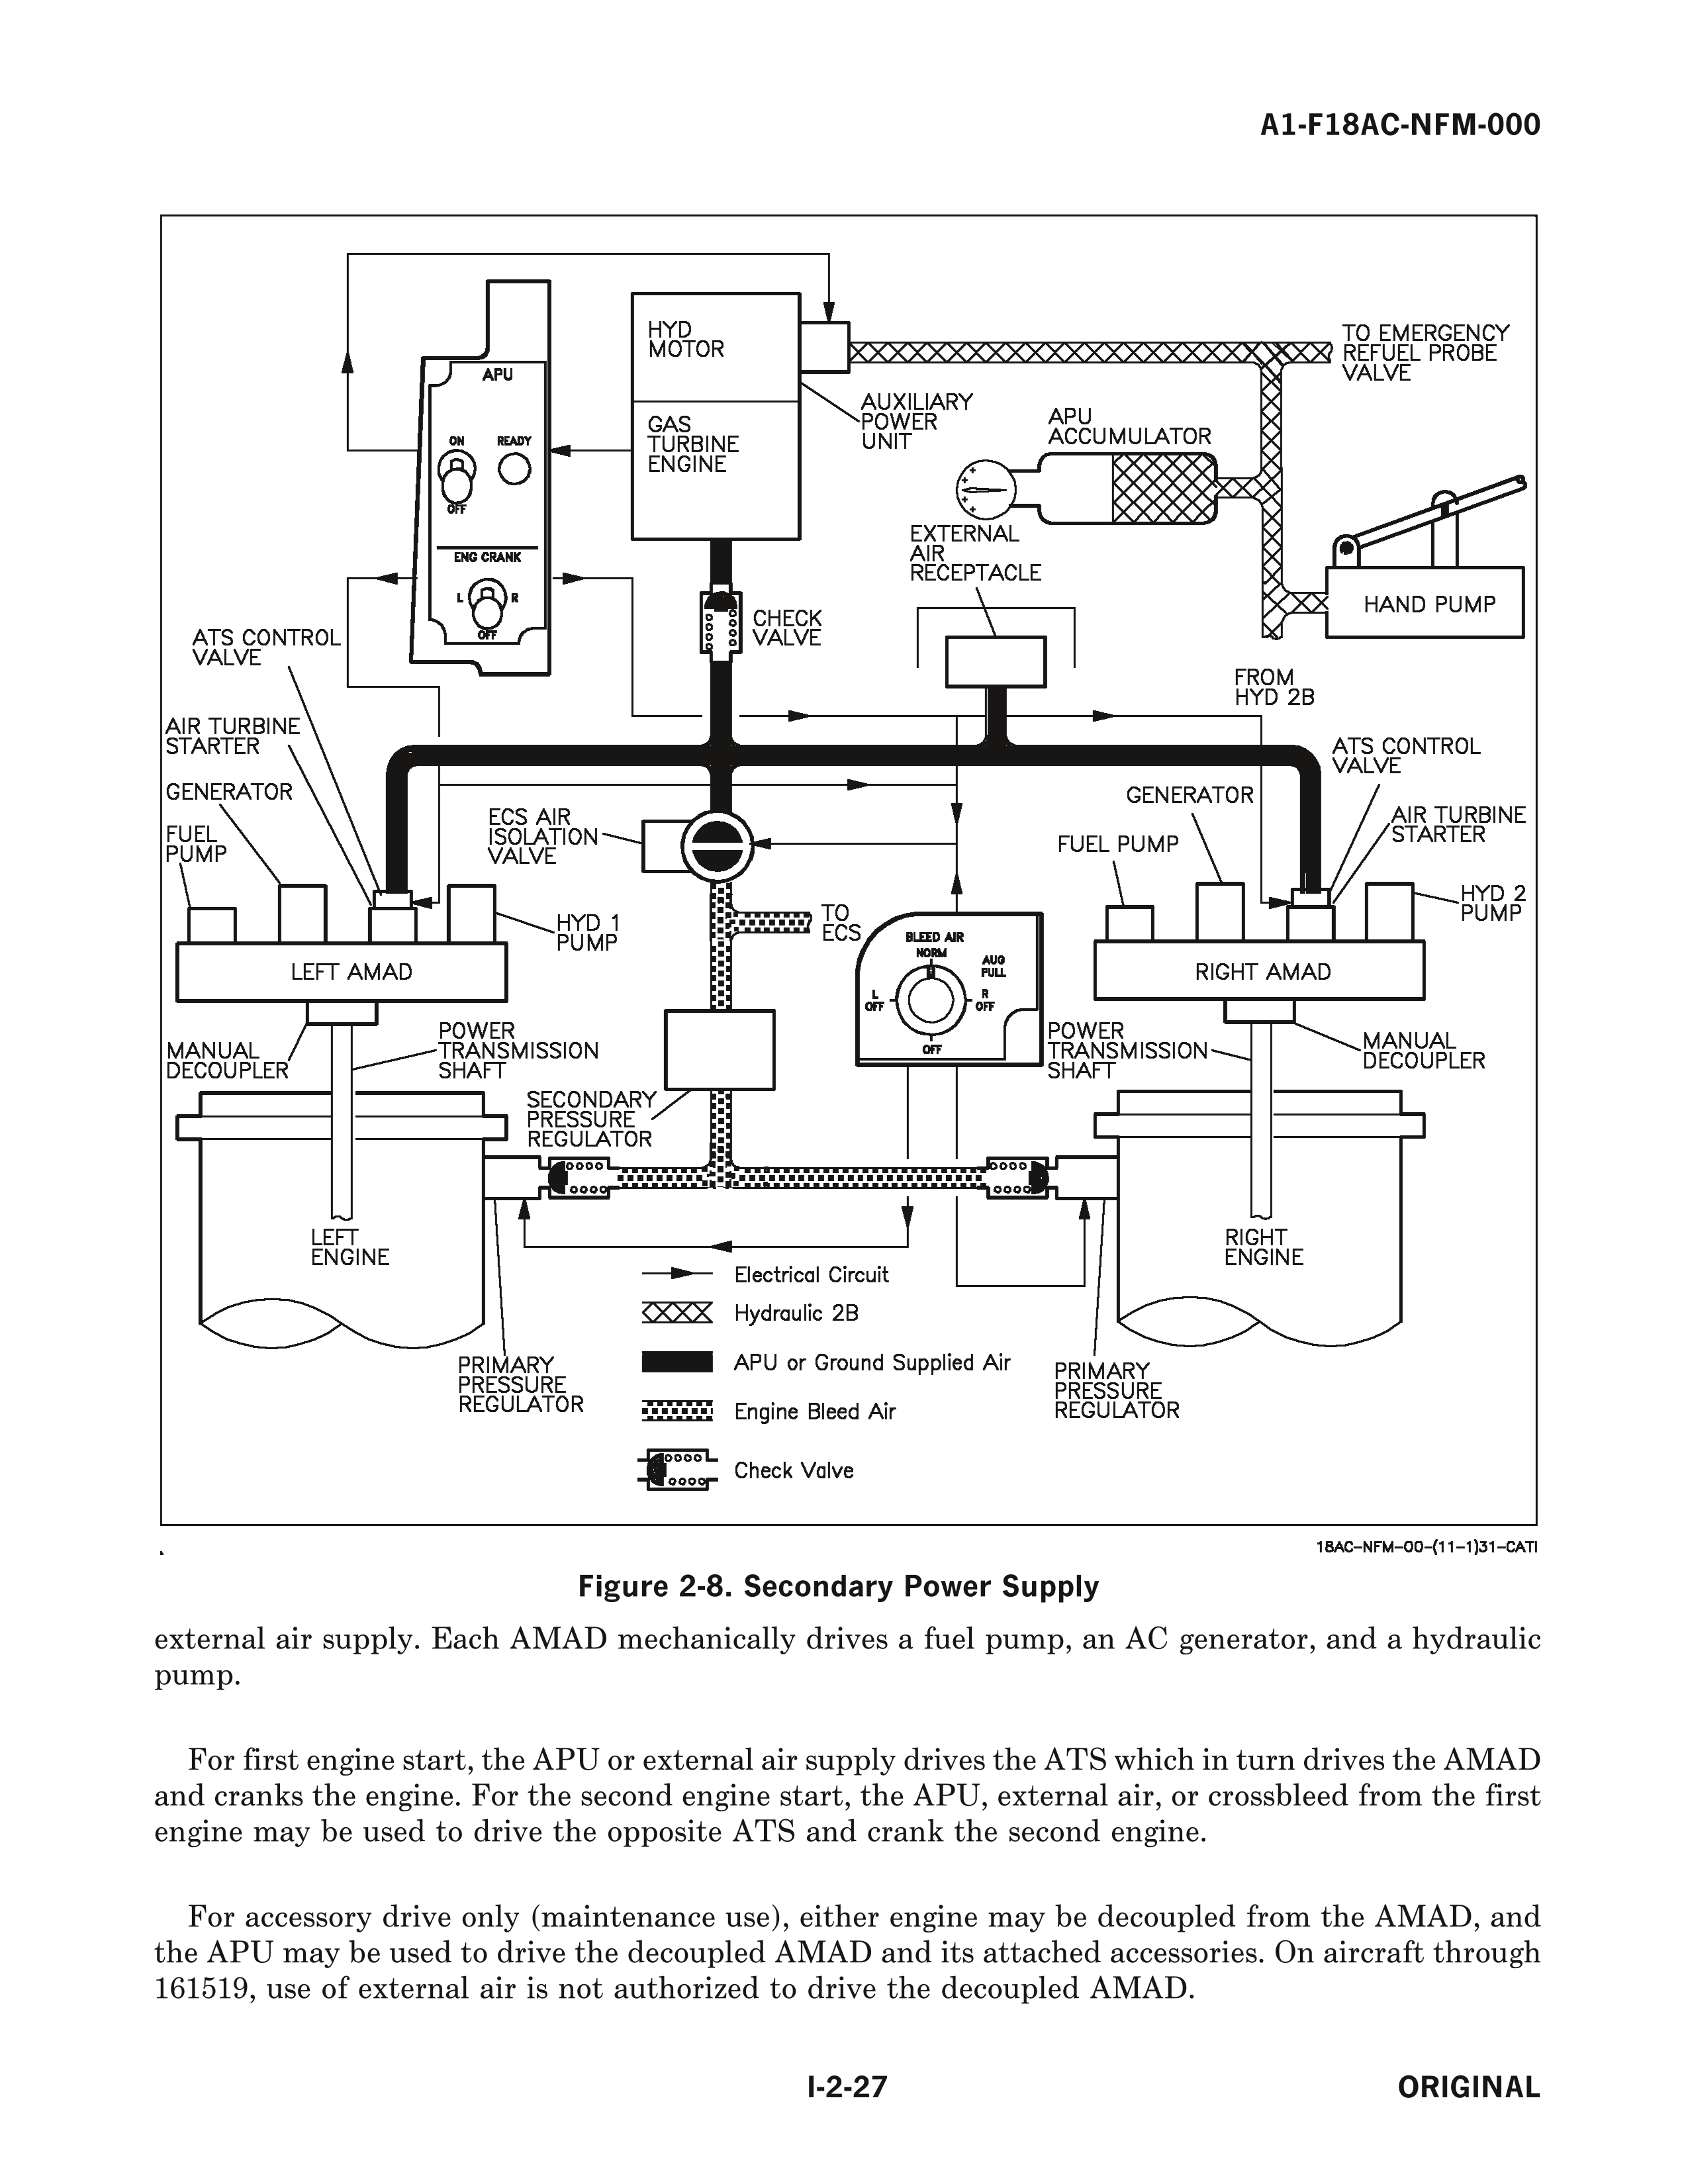 A1-F18AC-NFM-000
HYD
MOTOR
GAS
TURBINE
ENGINE
APU
ON
READY
OFF
ENG CRANK
L
R
OFF
AUXILIARY
POWER
UNIT
TO EMERGENCY
REFUEL PROBE
VALVE
APU
ACCUMULATOR
EXTERNAL
AIR
RECEPTACLE
HAND PUMP
CHECK
VALVE
FROM
HYD 2B
ATS CONTROL
VALVE
AIR TURBINE
STARTER
GENERATOR
FUEL
PUMP
ECS AIR
ISOLATION
VALVE
HYD 1
PUMP
LEFT AMAD
TO
ECS
BLEED AIR
NORM
AUG
PULL
L
OFF
R
OFF
OFF
ATS CONTROL
VALVE
GENERATOR
AIR TURBINE
STARTER
FUEL PUMP
HYD 2
PUMP
RIGHT AMAD
MANUAL
DECOUPLER
POWER
TRANSMISSION
SHAFT
SECONDARY
PRESSURE
REGULATOR
POWER
TRANSMISSION
SHAFT
MANUAL
DECOUPLER
LEFT
ENGINE
RIGHT
ENGINE
PRIMARY
PRESSURE
REGULATOR
PRIMARY
PRESSURE
REGULATOR
Electrical Circuit
Hydraulic 2B
APU or Ground Supplied Air
Engine Bleed Air
Check Valve
18AC-NFM-00-(11-1)31-CATI
Figure 2-8. Secondary Power Supply
external air supply. Each AMAD mechanically drives a fuel pump, an AC generator, and a hydraulic
pump.
For first engine start, the APU or external air supply drives the ATS which in turn drives the AMAD
and cranks the engine. For the second engine start, the APU, external air, or crossbleed from the first
engine may be used to drive the opposite ATS and crank the second engine.
For accessory drive only (maintenance use), either engine may be decoupled from the AMAD, and
the APU may be used to drive the decoupled AMAD and its attached accessories. On aircraft through
161519, use of external air is not authorized to drive the decoupled AMAD.
I-2-27
ORIGINAL